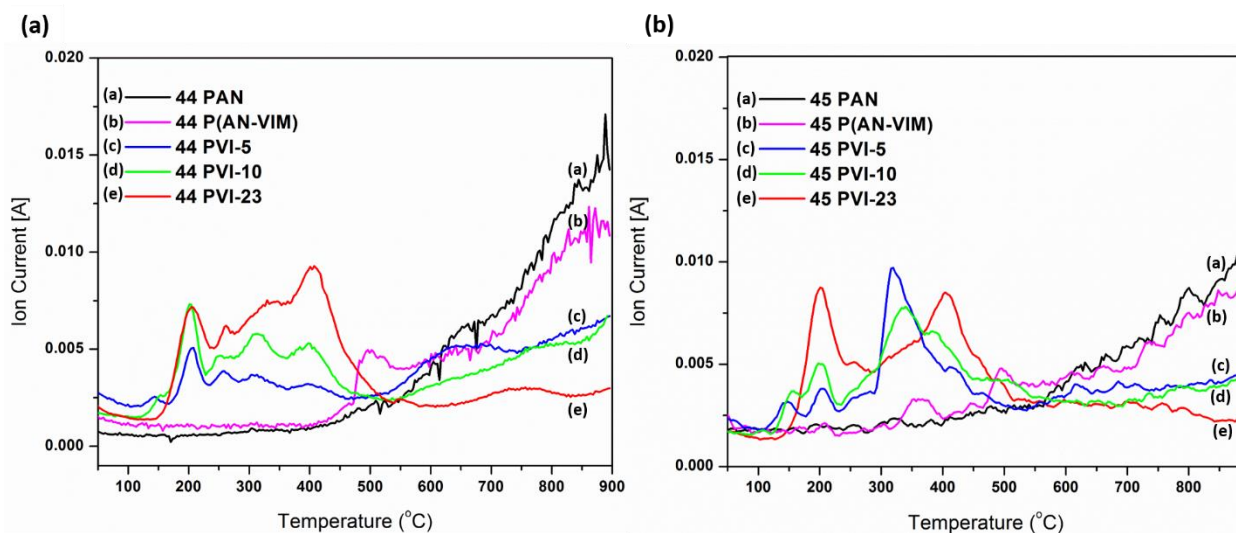 (a)
0.020
0.015
0.010
0.005
0.000
Ion Current [A]
(a) 44 PAN
(b) 44 P(AN-VIM)
(c) 44 PVI-5
(d) 44 PVI-10
(e) 44 PVI-23
(a)
(b)
(c)
(d)
(e)
100 200 300 400 500 600 700 800 900
Temperature (°C)
(b)
0.020
0.015
0.010
0.005
0.000
Ion Current [A]
(a) 45 PAN
(b) 45 P(AN-VIM)
(c) 45 PVI-5
(d) 45 PVI-10
(e) 45 PVI-23
(a)
(b)
(c)
(d)
(e)
100 200 300 400 500 600 700 800
Temperature (°C)